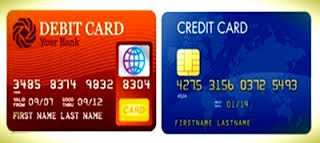 DEBIT CARD
Your Bank
3485 8374 9832 8304
VALID FROM 09/07 GOOD THRU 09/12
FIRST NAME LAST NAME
CARD
CREDIT CARD
4275 3156 0372 5493
01/19
FIRSTNAME LASTNAME